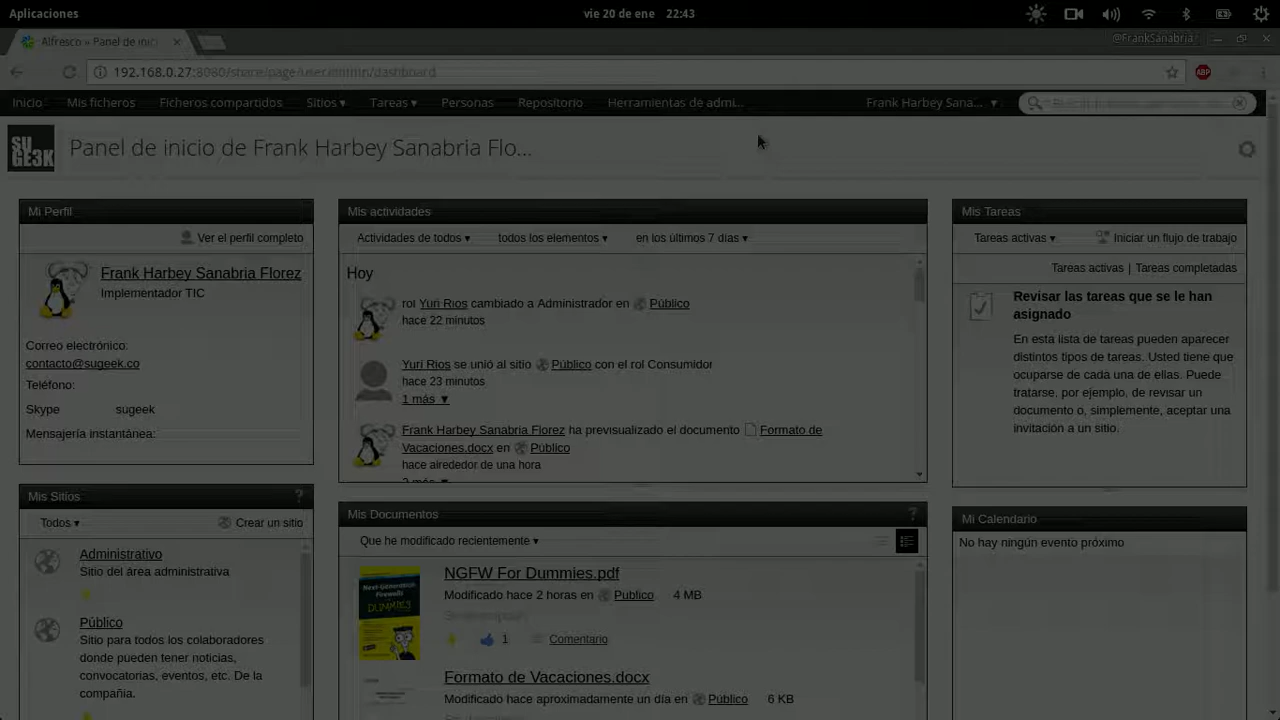 Aplicaciones
vie 20 de ene 22:43
Alfresco » Panel de inici
@FrankSanabria
192.168.0.27:8080/share/page/user/admin/dashboard
ABP
Inicio Mis ficheros Ficheros compartidos Sitios ▾ Tareas ▾ Personas Repositorio Herramientas de admi... Frank Harbey Sana... ▾
SU
GE3K
Panel de inicio de Frank Harbey Sanabria Flo...
Mi Perfil
Ver el perfil completo
Frank Harbey Sanabria Florez
Implementador TIC
Correo electrónico:
contacto@sugeek.co
Teléfono:
Skype sugeek
Mensajería instantánea:
Mis Sitios ?
Todos ▾ Crear un sitio
Administrativo
Sitio del área administrativa
Público
Sitio para todos los colaboradores
donde pueden tener noticias,
convocatorias, eventos, etc. De la
compañia.
Mis actividades
Actividades de todos ▾ todos los elementos ▾ en los últimos 7 días ▾
Hoy
rol Yuri Rios cambiado a Administrador en Público
hace 22 minutos
Yuri Rios se unió al sitio Público con el rol Consumidor
hace 23 minutos
1 más ▼
Frank Harbey Sanabria Florez ha previsualizado el documento Formato de
Vacaciones.docx en Público
hace alrededor de una hora
Mis Documentos ?
Que he modificado recientemente ▾
Next Generation
Firewalls
DUMMIES
NGFW For Dummies.pdf
Modificado hace 2 horas en Público 4 MB
1 Comentario
Formato de Vacaciones.docx
Modificado hace aproximadamente un día en Público 6 KB
Mis Tareas
Tareas activas ▾ Iniciar un flujo de trabajo
Tareas activas | Tareas completadas
Revisar las tareas que se le han
asignado
En esta lista de tareas pueden aparecer
distintos tipos de tareas. Usted tiene que
ocuparse de cada una de ellas. Puede
tratarse, por ejemplo, de revisar un
documento o, simplemente, aceptar una
invitación a un sitio.
Mi Calendario
No hay ningún evento próximo